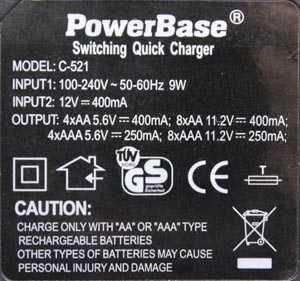 PowerBase®
Switching Quick Charger
MODEL: C-521
INPUT1: 100-240V ~ 50-60Hz 9W
INPUT2: 12V ⎓ 400mA
OUTPUT: 4xAA 5.6V ⎓ 400mA; 8xAA 11.2V ⎓ 400mA;
4xAAA 5.6V ⎓ 250mA; 8xAAA 11.2V ⎓ 250mA;
TÜV
NORD
GS
geprüfte
Sicherheit
CE
CAUTION:
CHARGE ONLY WITH "AA" OR "AAA" TYPE
RECHARGEABLE BATTERIES
OTHER TYPES OF BATTERIES MAY CAUSE
PERSONAL INJURY AND DAMAGE